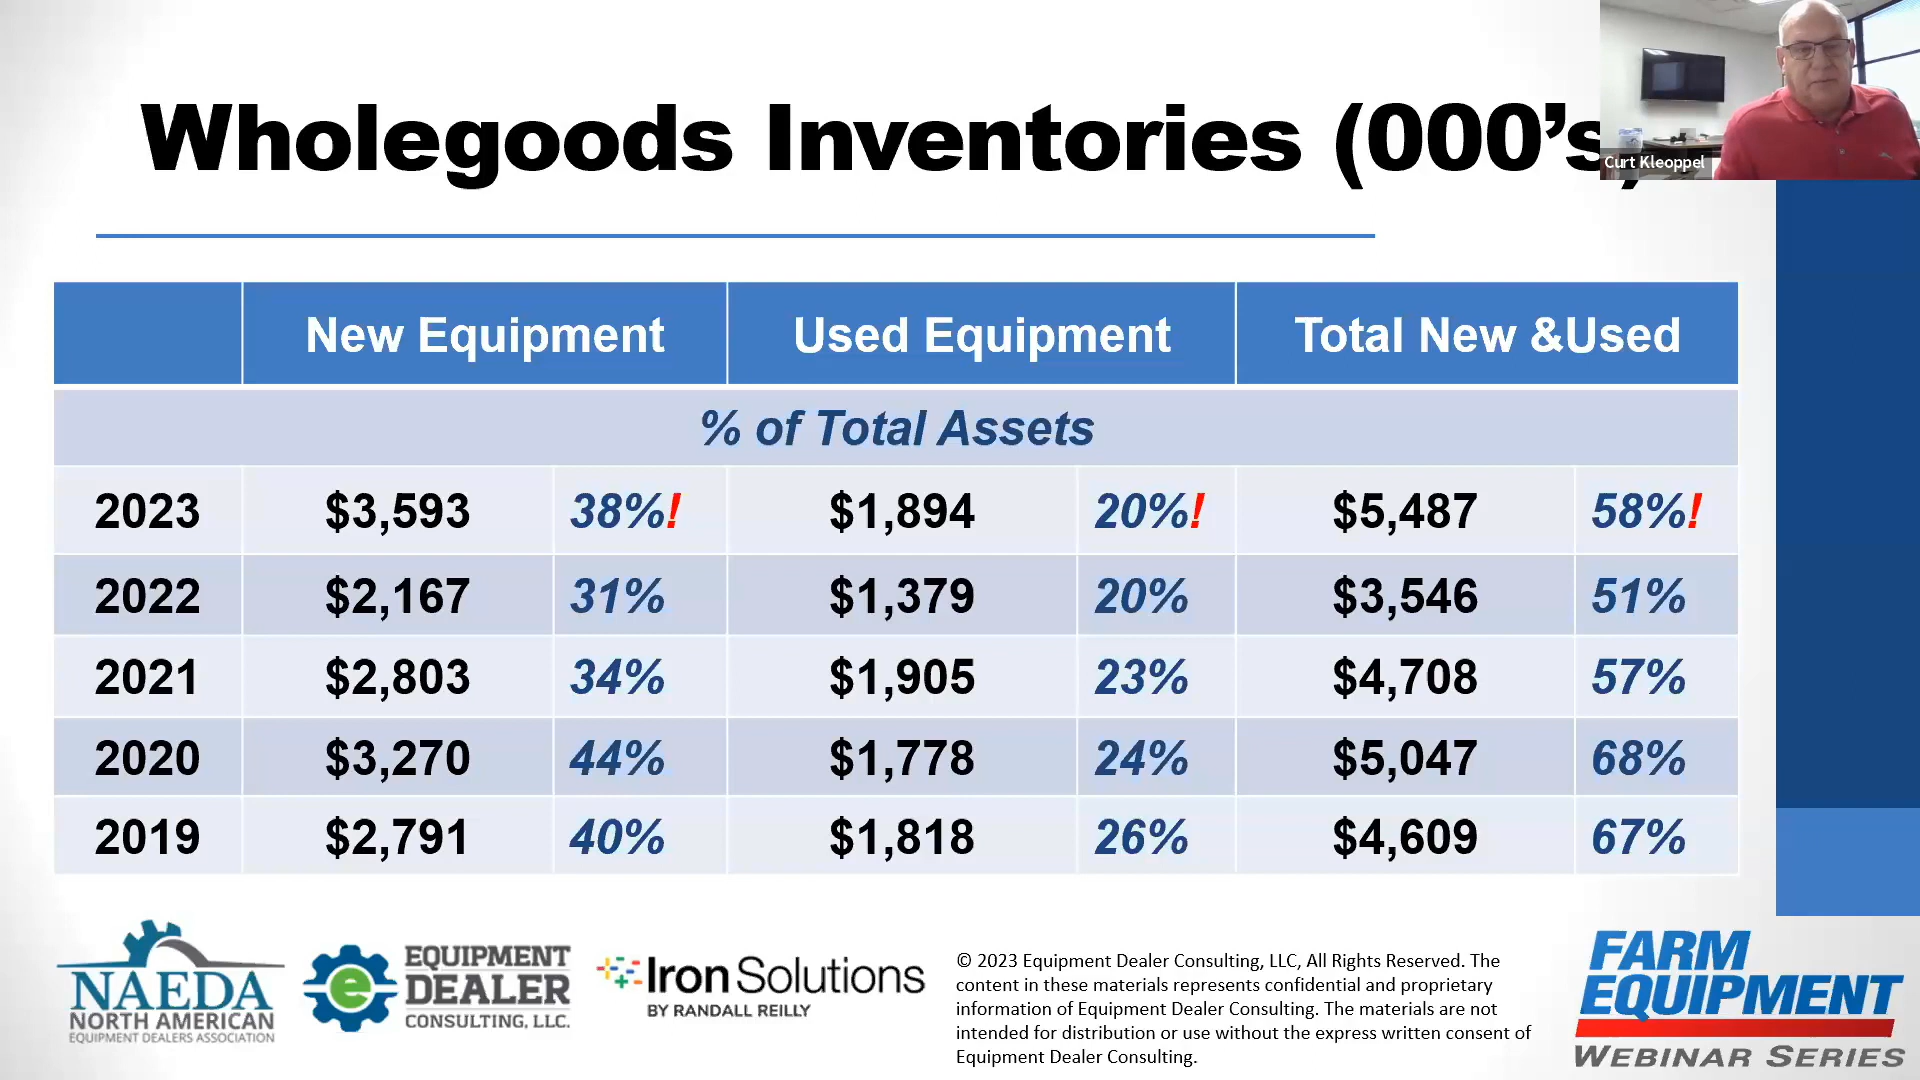 Wholegoods Inventories (000's)
Curt Kleoppel
New Equipment Used Equipment Total New &Used
% of Total Assets
2023 $3,593 38%! $1,894 20%! $5,487 58%!
2022 $2,167 31% $1,379 20% $3,546 51%
2021 $2,803 34% $1,905 23% $4,708 57%
2020 $3,270 44% $1,778 24% $5,047 68%
2019 $2,791 40% $1,818 26% $4,609 67%
NAEDA
NORTH AMERICAN
EQUIPMENT DEALERS ASSOCIATION
e
EQUIPMENT
DEALER
CONSULTING, LLC.
Iron Solutions
BY RANDALL REILLY
© 2023 Equipment Dealer Consulting, LLC, All Rights Reserved. The
content in these materials represents confidential and proprietary
information of Equipment Dealer Consulting. The materials are not
intended for distribution or use without the express written consent of
Equipment Dealer Consulting.
FARM
EQUIPMENT
WEBINAR SERIES